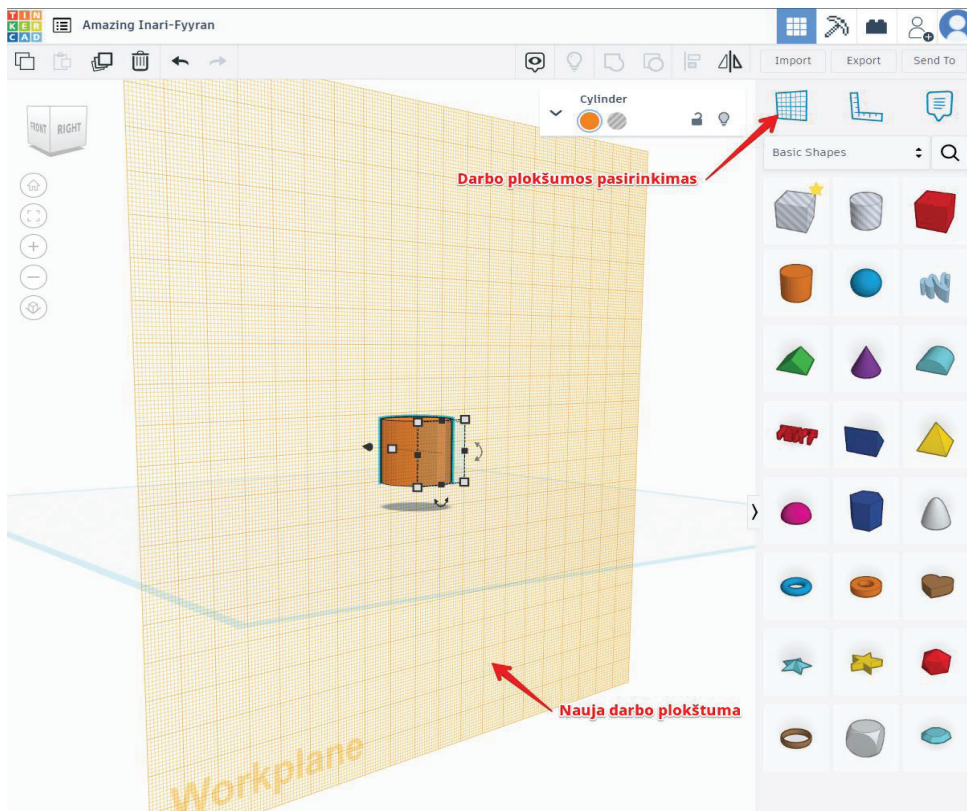 TIN
KER
CAD
Amazing Inari-Fyyran
Import
Export
Send To
FRONT
RIGHT
Cylinder
Darbo plokšumos pasirinkimas
Basic Shapes
TEXT
Nauja darbo plokštuma
Workplane